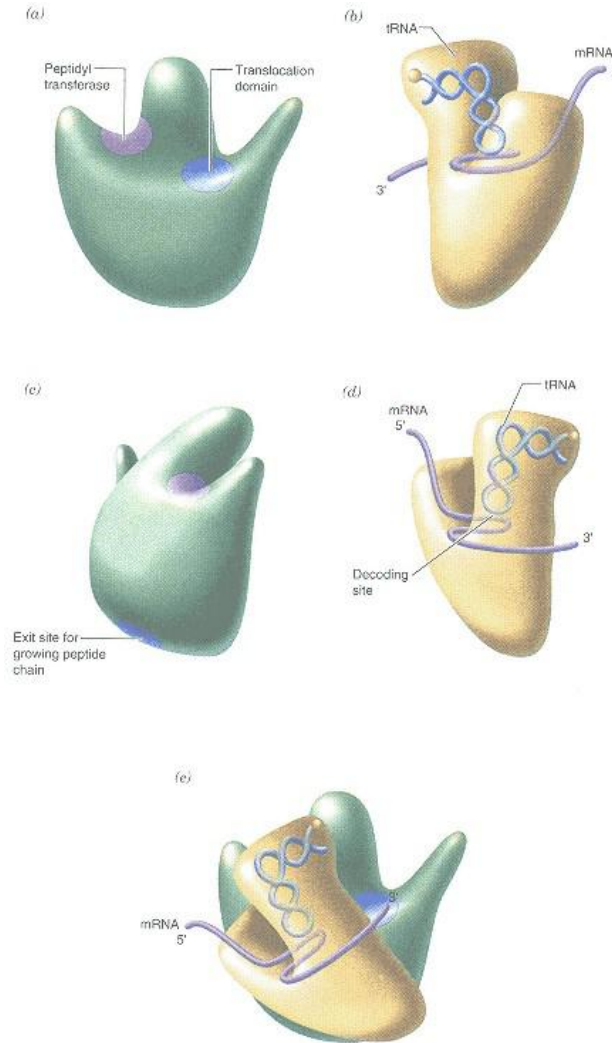 (a)
Peptidyl
transferase
Translocation
domain
(b)
tRNA
mRNA
3'
(c)
Exit site for
growing peptide
chain
(d)
tRNA
mRNA
5'
3'
Decoding
site
(e)
3'
mRNA
5'